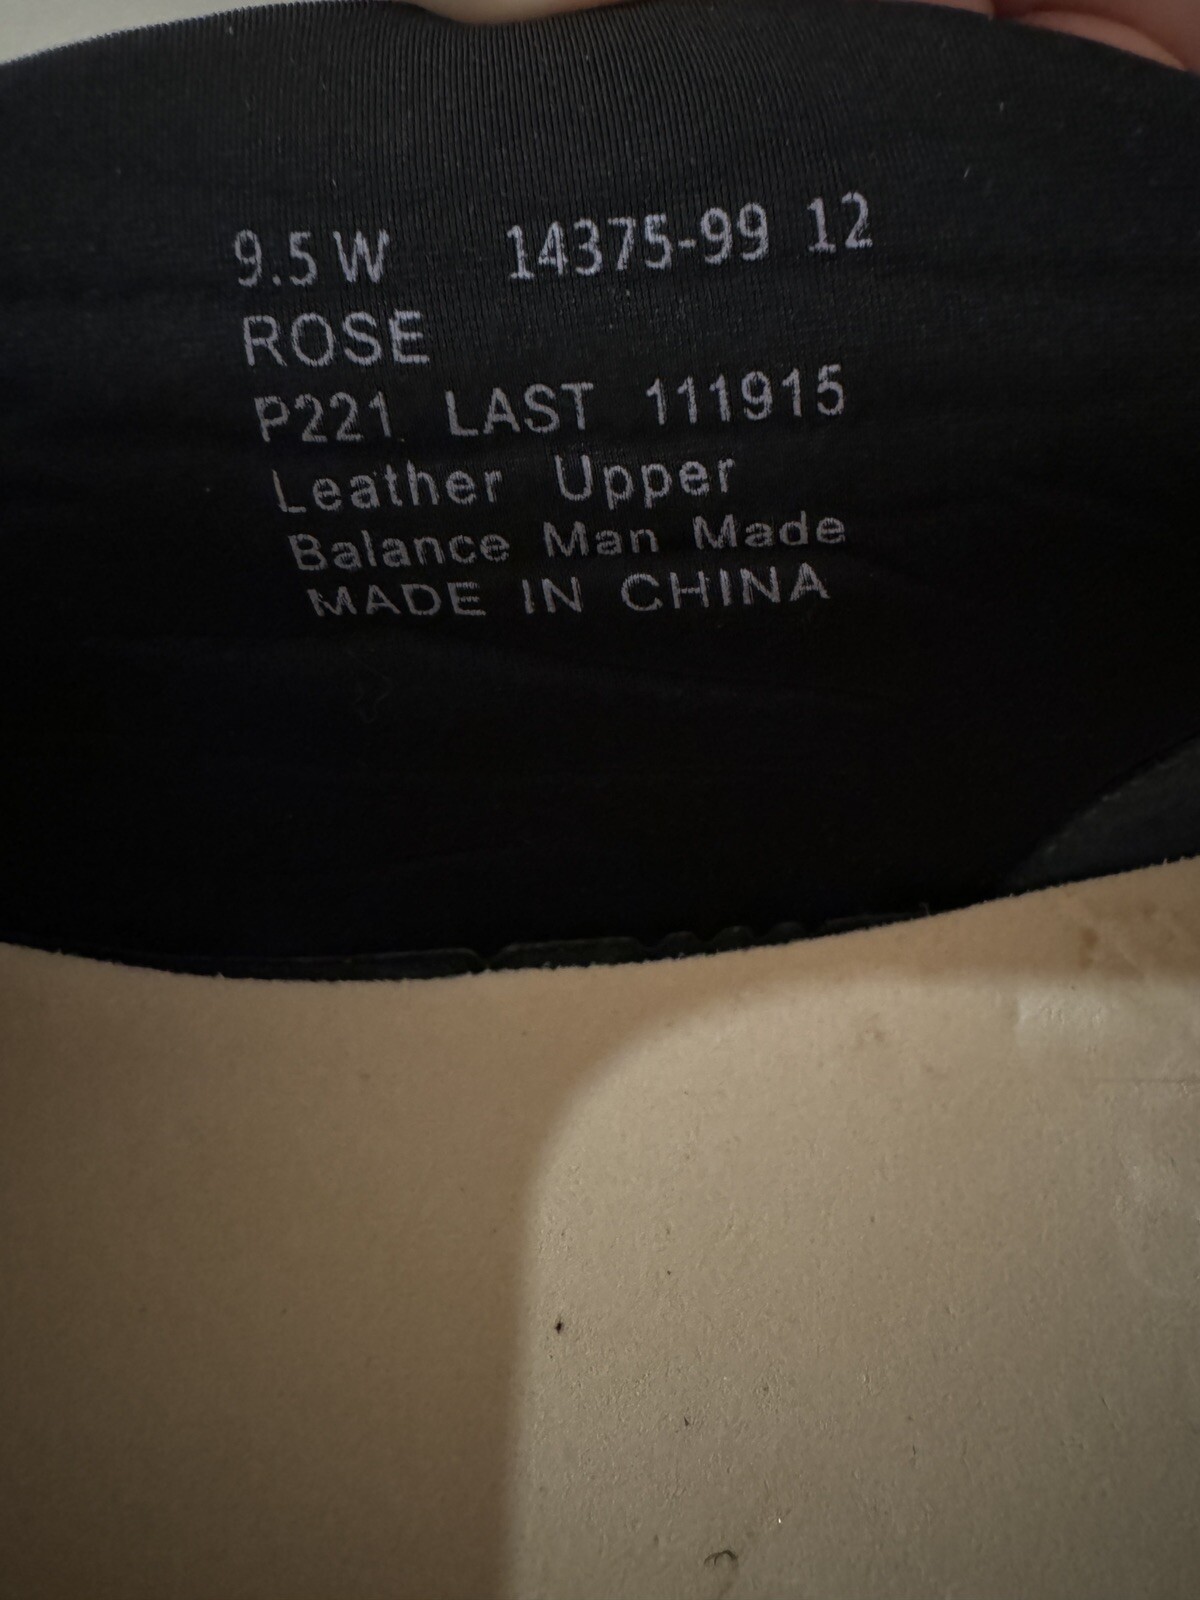 9.5 W 14375-99 12
ROSE
P221 LAST 111915
Leather Upper
Balance Man Made
MADE IN CHINA